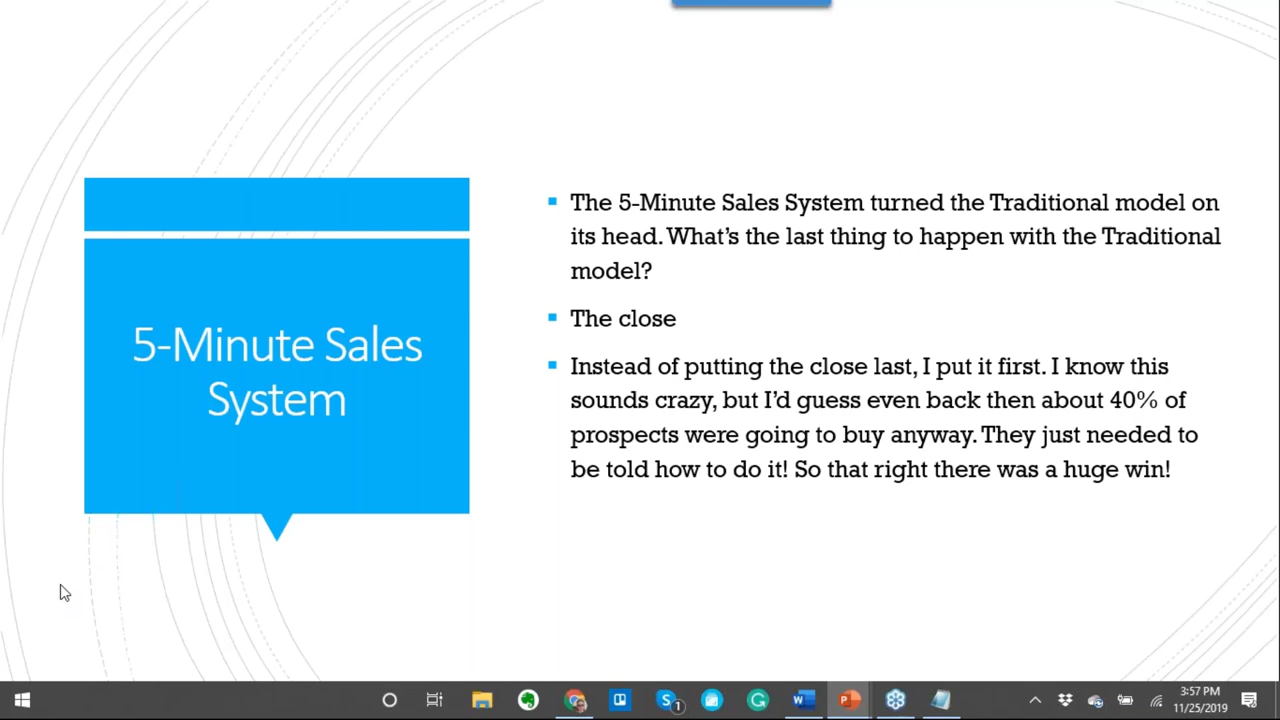 5-Minute Sales
System
The 5-Minute Sales System turned the Traditional model on
its head. What’s the last thing to happen with the Traditional
model?
The close
Instead of putting the close last, I put it first. I know this
sounds crazy, but I’d guess even back then about 40% of
prospects were going to buy anyway. They just needed to
be told how to do it! So that right there was a huge win!
1
3:57 PM
11/25/2019